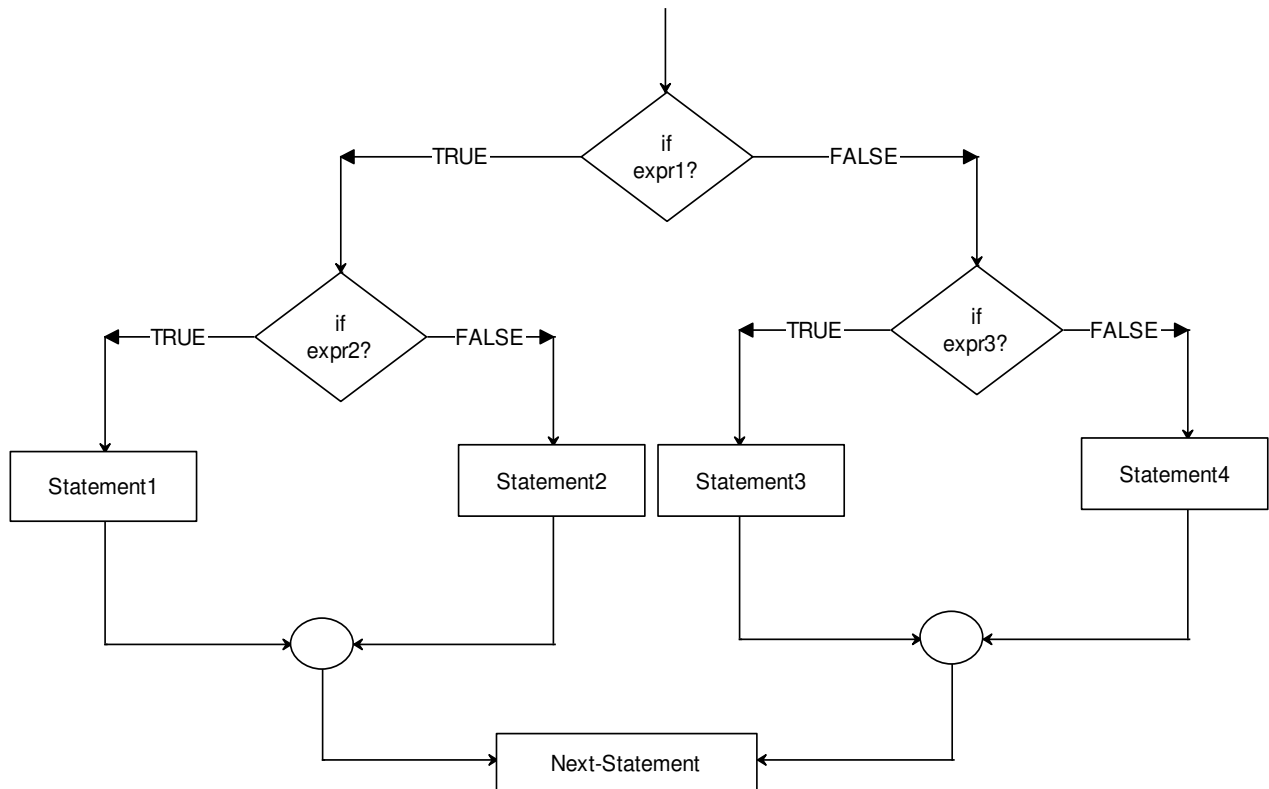 if
expr1?
TRUE
FALSE
if
expr2?
TRUE
FALSE
if
expr3?
TRUE
FALSE
Statement1
Statement2
Statement3
Statement4
Next-Statement